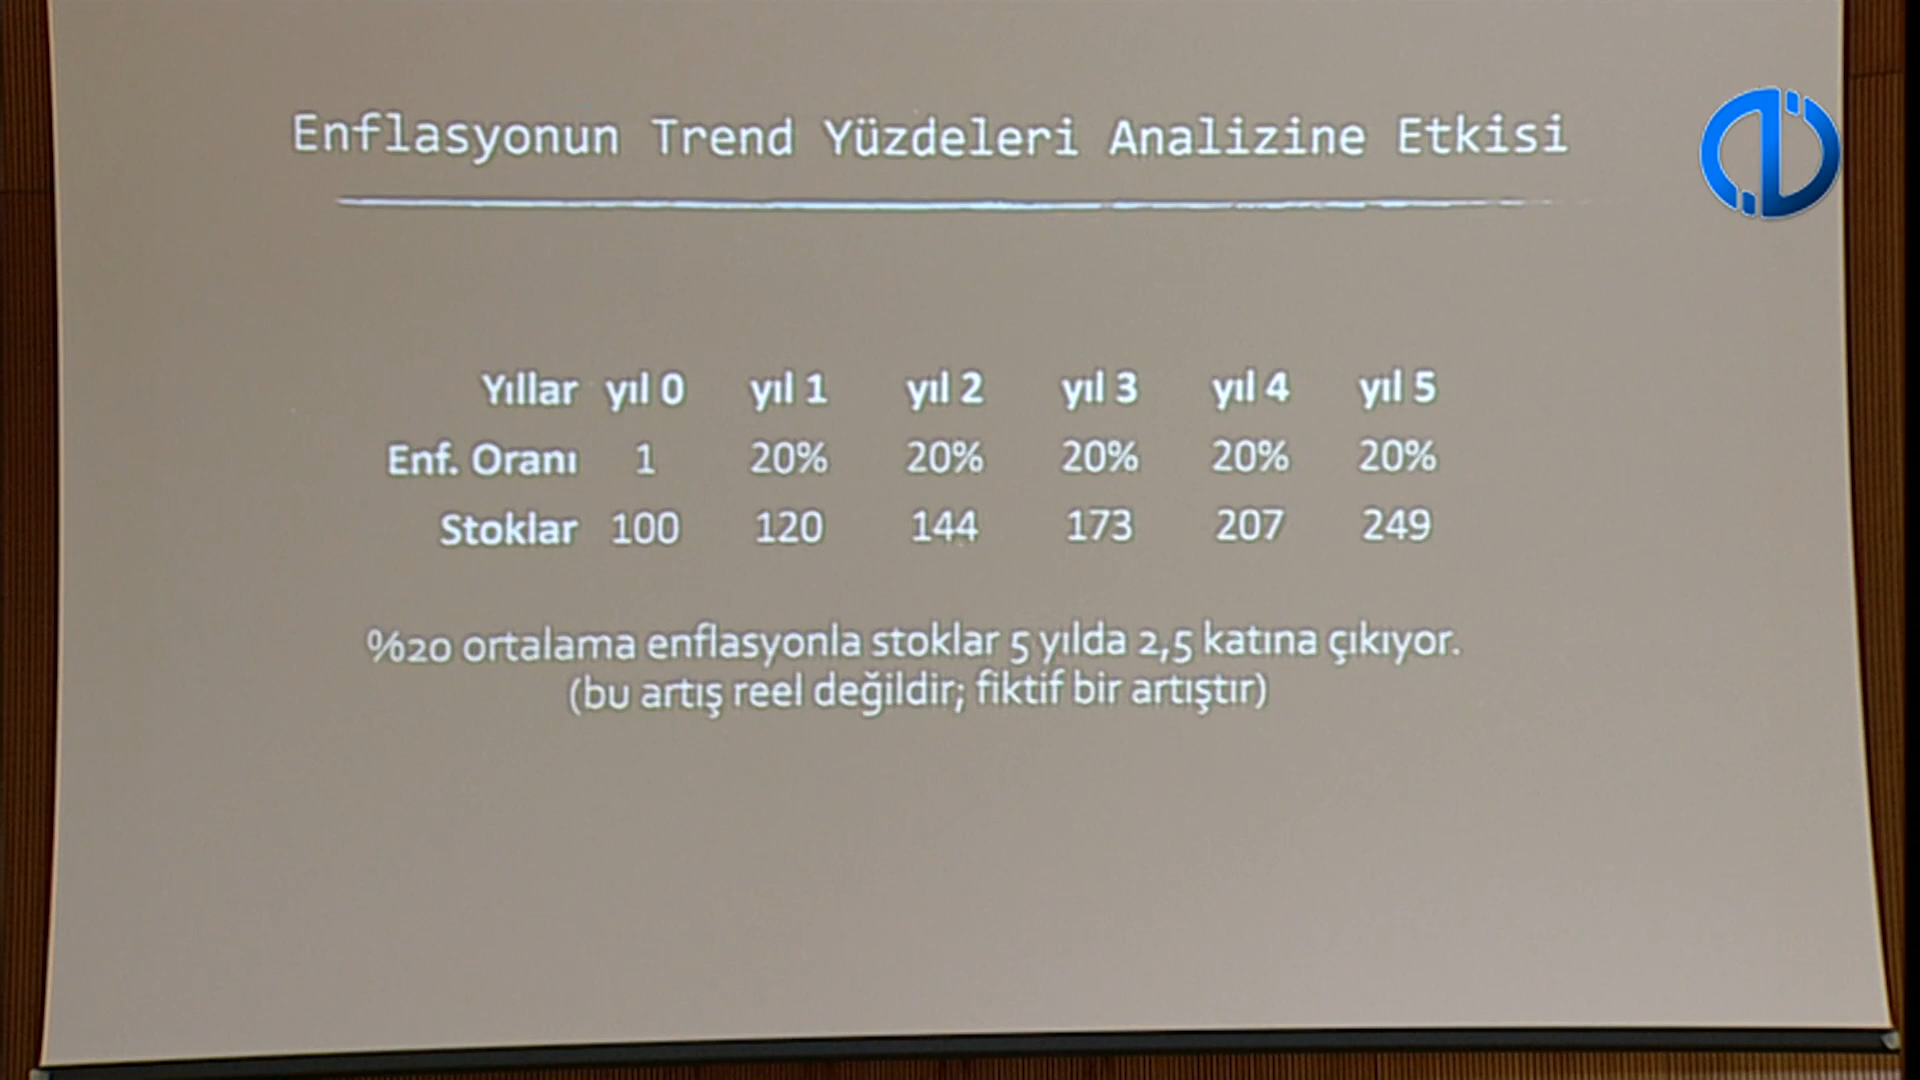 Enflasyonun Trend Yüzdeleri Analizine Etkisi
Yıllar yıl 0 yıl 1 yıl 2 yıl 3 yıl 4 yıl 5
Enf. Oranı 1 20% 20% 20% 20% 20%
Stoklar 100 120 144 173 207 249
%20 ortalama enflasyonla stoklar 5 yılda 2,5 katına çıkıyor.
(bu artış reel değildir; fiktif bir artıştır)